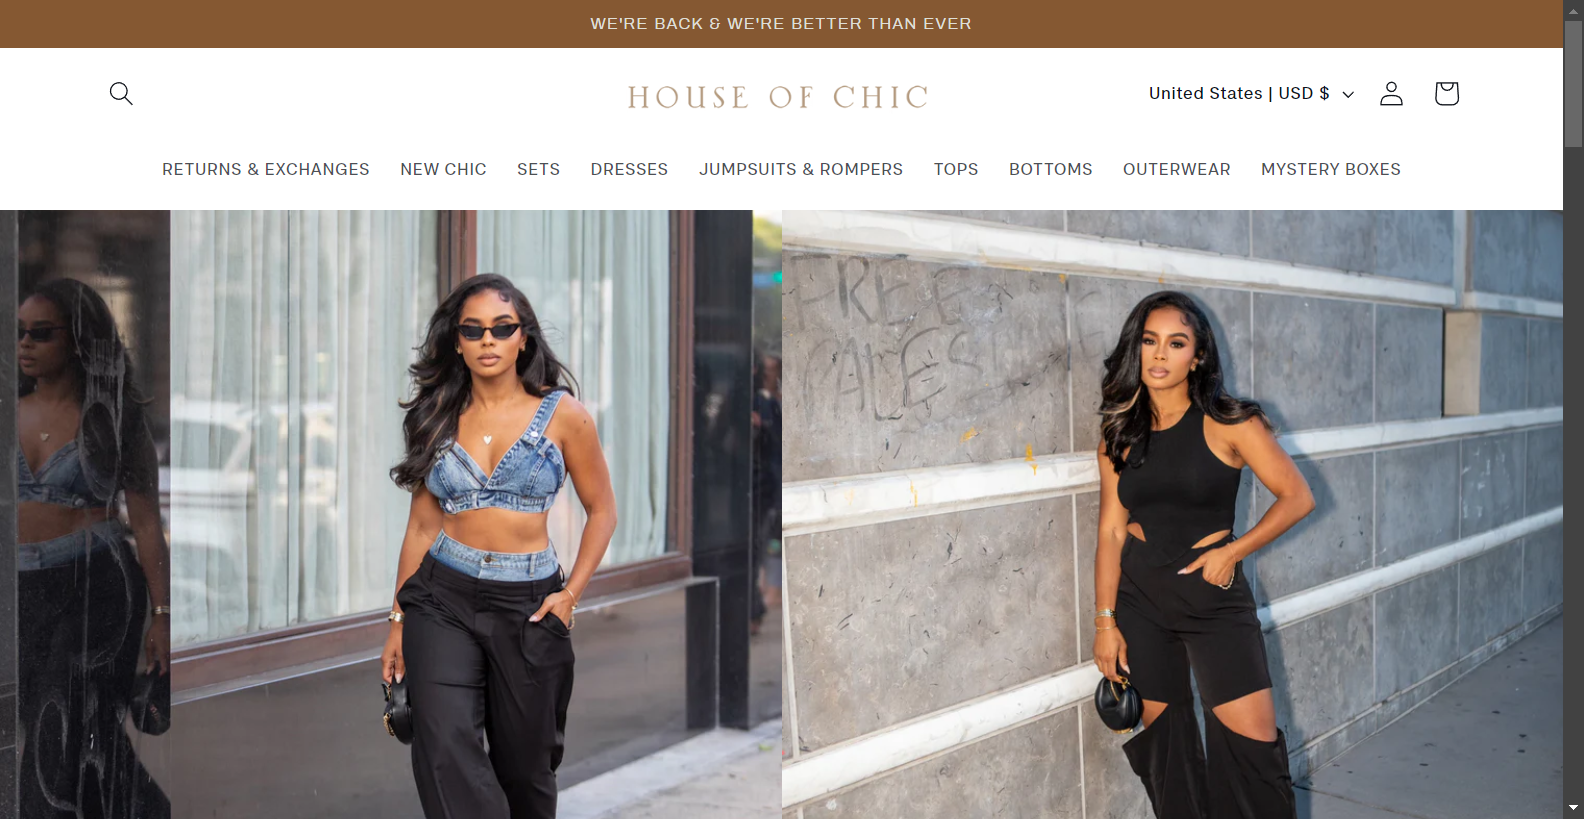 WE'RE BACK & WE'RE BETTER THAN EVER
HOUSE OF CHIC
United States | USD $
RETURNS & EXCHANGES NEW CHIC SETS DRESSES JUMPSUITS & ROMPERS TOPS BOTTOMS OUTERWEAR MYSTERY BOXES
FREE